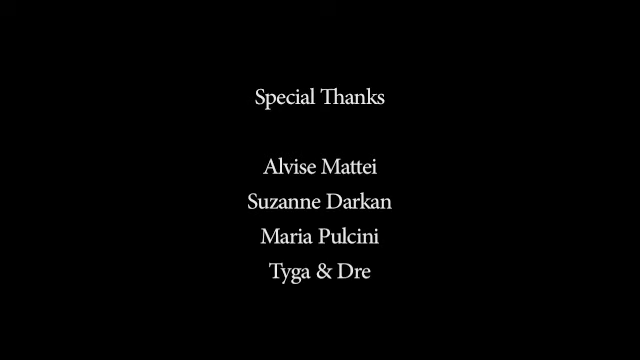 Special Thanks
Alvise Mattei
Suzanne Darkan
Maria Pulcini
Tyga & Dre